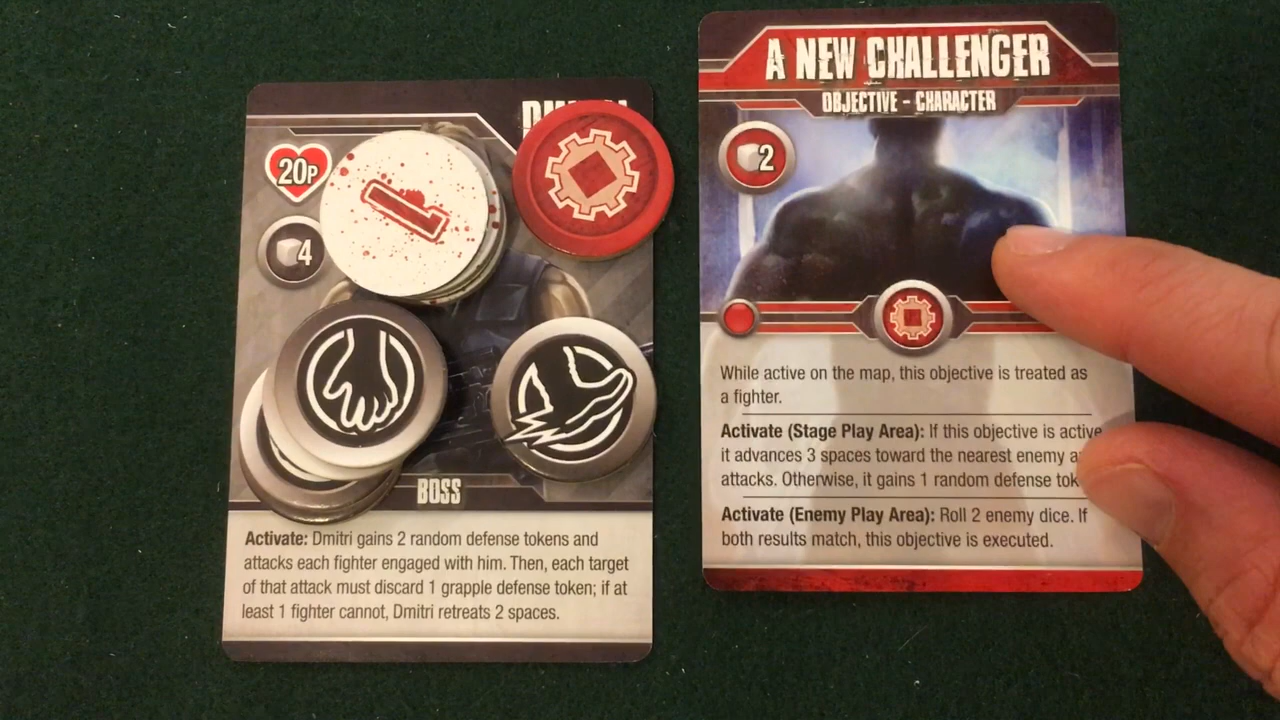 20P
4
BOSS
Activate: Dmitri gains 2 random defense tokens and
attacks each fighter engaged with him. Then, each target
of that attack must discard 1 grapple defense token; if at
least 1 fighter cannot, Dmitri retreats 2 spaces.
A NEW CHALLENGER
OBJECTIVE - CHARACTER
2
While active on the map, this objective is treated as
a fighter.
Activate (Stage Play Area): If this objective is active
it advances 3 spaces toward the nearest enemy
attacks. Otherwise, it gains 1 random defense
Activate (Enemy Play Area): Roll 2 enemy dice. If
both results match, this objective is executed.